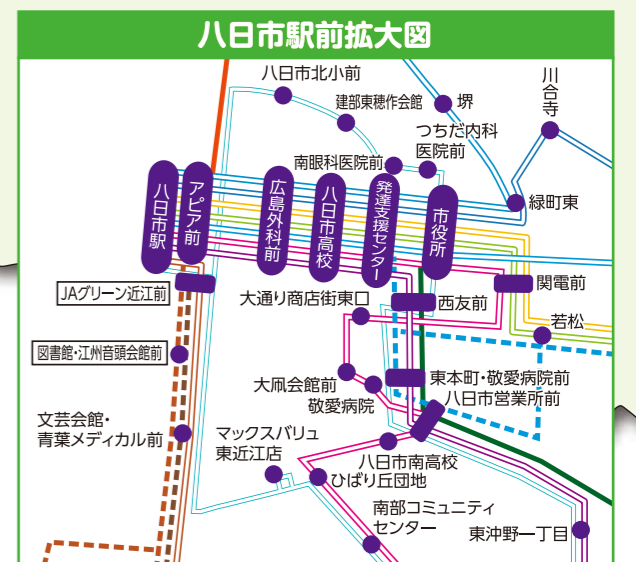 八日市駅前拡大図
八日市北小前
川合寺
建部東穂作会館
堺
つちだ内科
医院前
南眼科医院前
緑町東
八日市駅
アピア前
広島外科前
八日市高校
発達支援センター
市役所
関電前
JAグリーン近江前
大通り商店街東口
西友前
若松
図書館・江州音頭会館前
大凧会館前
東本町・敬愛病院前
敬愛病院
八日市営業所前
文芸会館・
青葉メディカル前
マックスバリュ
東近江店
八日市南高校
ひばり丘団地
南部コミュニティ
センター
東沖野一丁目